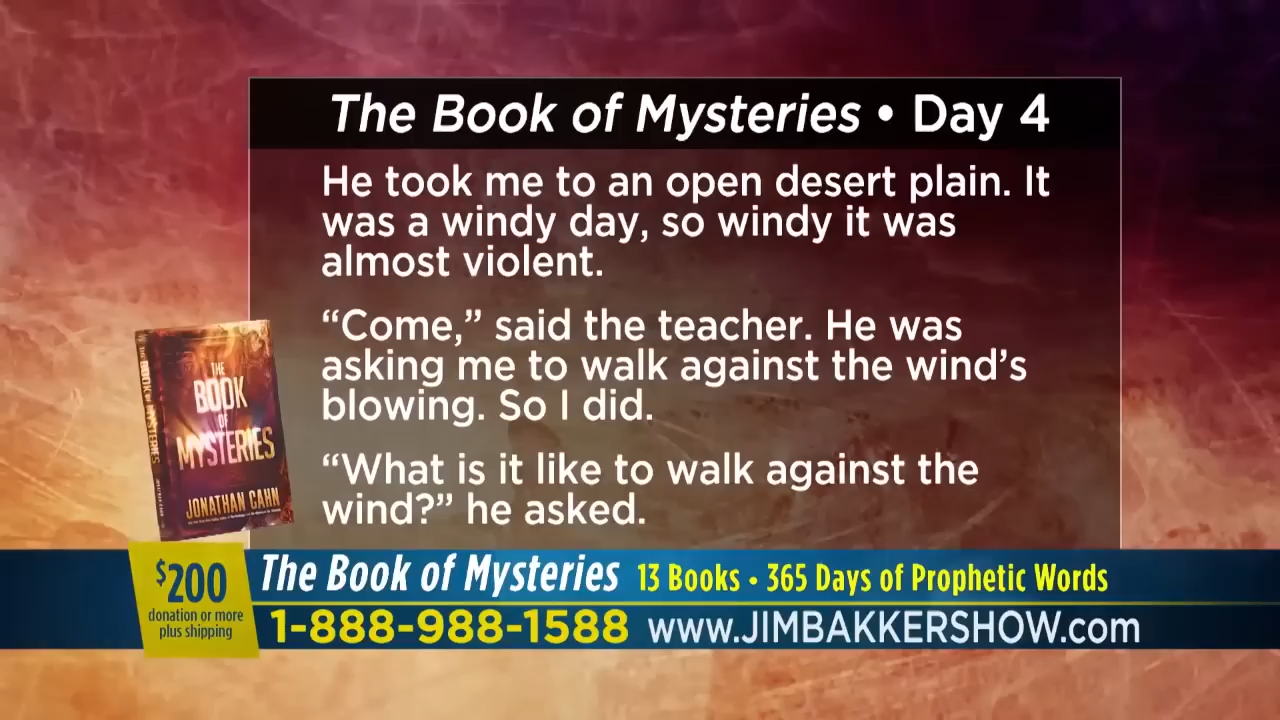 The Book of Mysteries • Day 4
He took me to an open desert plain. It
was a windy day, so windy it was
almost violent.
“Come,” said the teacher. He was
asking me to walk against the wind’s
blowing. So I did.
“What is it like to walk against the
wind?” he asked.
THE
BOOK
OF
MYSTERIES
JONATHAN CAHN
$200
donation or more
plus shipping
The Book of Mysteries 13 Books • 365 Days of Prophetic Words
1-888-988-1588 www.JIMBAKKERSHOW.com